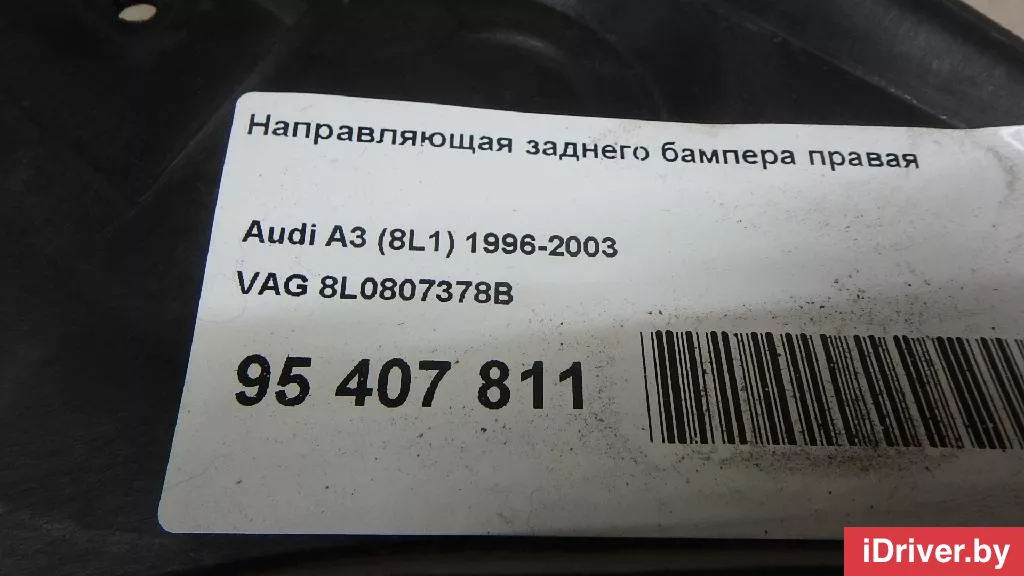 Направляющая заднего бампера правая
Audi A3 (8L1) 1996-2003
VAG 8L0807378B
95 407 811
iDriver.by